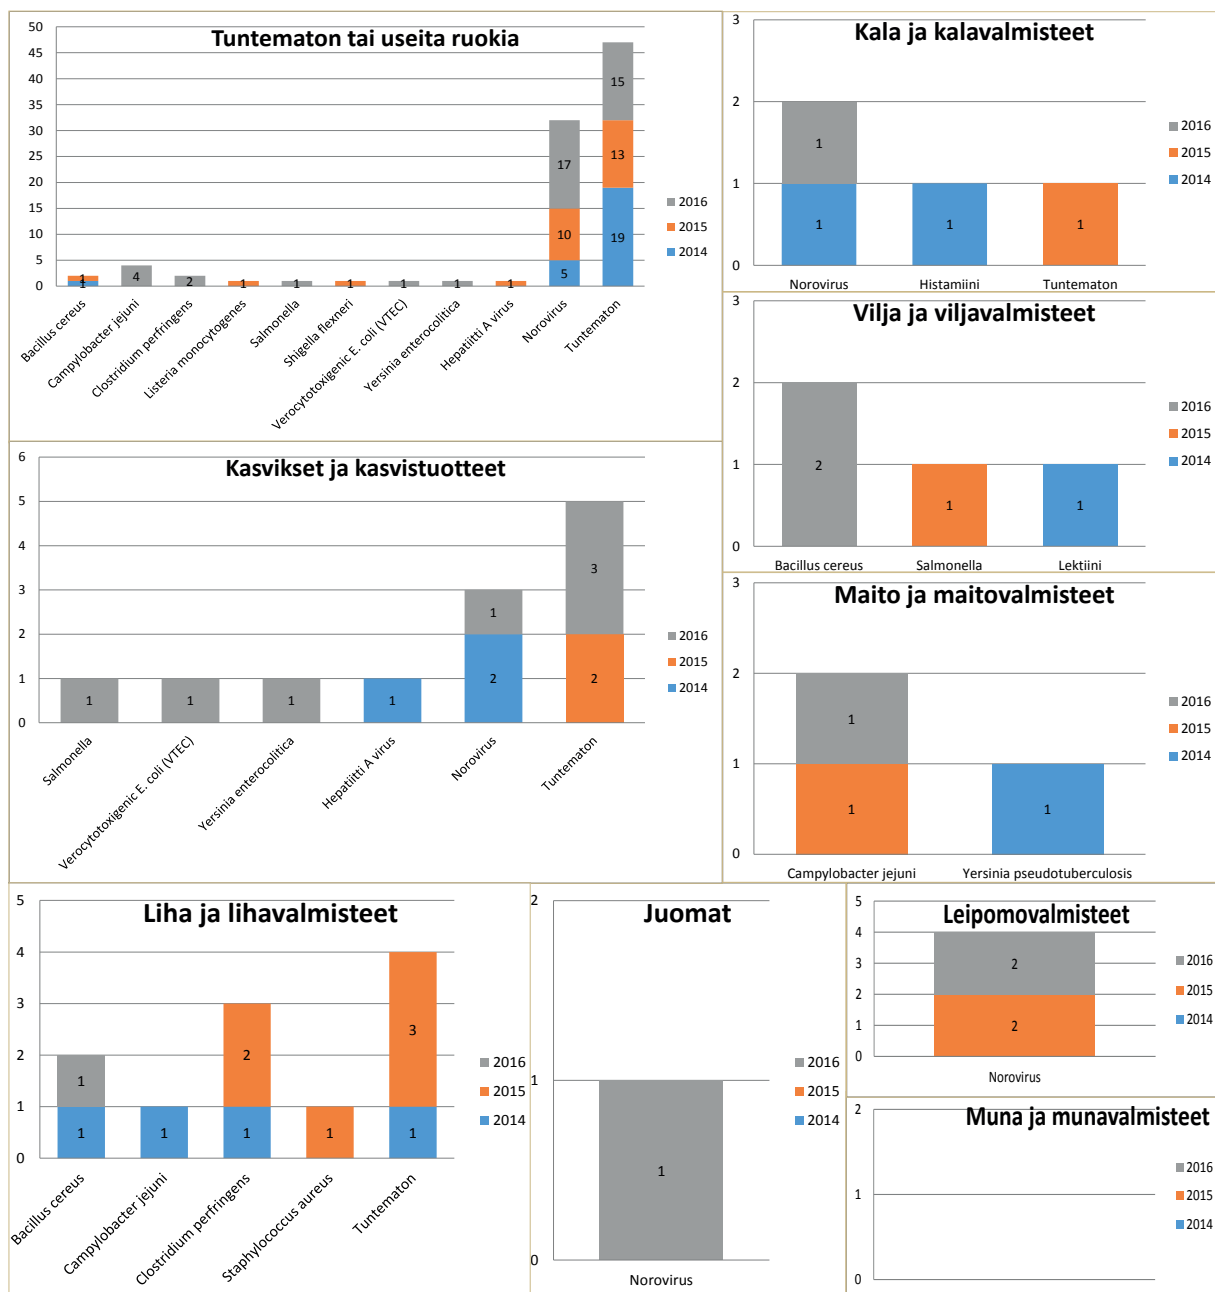 Tuntematon tai useita ruokia
50
45
40
35
30
25
20
15
10
5
0
1
1
4
2
1
1
1
1
1
1
17
10
5
15
13
19
2016
2015
2014
Bacillus cereus
Campylobacter jejuni
Clostridium perfringens
Listeria monocytogenes
Salmonella
Shigella flexneri
Verocytotoxigenic E. coli (VTEC)
Yersinia enterocolitica
Hepatiitti A virus
Norovirus
Tuntematon
Kala ja kalavalmisteet
3
2
1
0
1
1
1
1
2016
2015
2014
Norovirus
Histamiini
Tuntematon
Vilja ja viljavalmisteet
3
2
1
0
2
1
1
2016
2015
2014
Bacillus cereus
Salmonella
Lektiini
Kasvikset ja kasvistuotteet
6
5
4
3
2
1
0
1
1
1
1
1
2
3
2
2016
2015
2014
Salmonella
Verocytotoxigenic E. coli (VTEC)
Yersinia enterocolitica
Hepatiitti A virus
Norovirus
Tuntematon
Maito ja maitovalmisteet
3
2
1
0
1
1
1
2016
2015
2014
Campylobacter jejuni
Yersinia pseudotuberculosis
Liha ja lihavalmisteet
5
4
3
2
1
0
1
1
1
2
1
1
3
1
2016
2015
2014
Bacillus cereus
Campylobacter jejuni
Clostridium perfringens
Staphylococcus aureus
Tuntematon
Juomat
2
1
0
1
2016
2015
2014
Norovirus
Leipomovalmisteet
5
4
3
2
1
0
2
2
2016
2015
2014
Norovirus
Muna ja munavalmisteet
2
1
0
2016
2015
2014